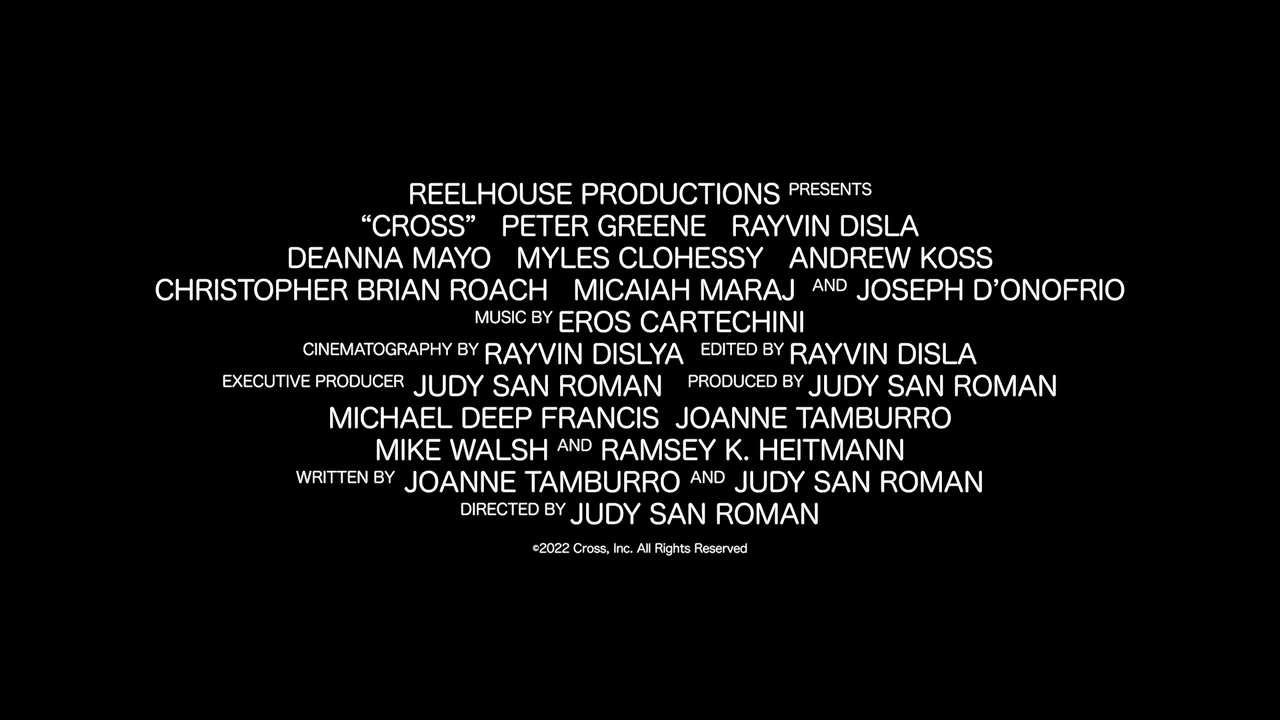 REELHOUSE PRODUCTIONS PRESENTS
“CROSS” PETER GREENE RAYVIN DISLA
DEANNA MAYO MYLES CLOHESSY ANDREW KOSS
CHRISTOPHER BRIAN ROACH MICAIAH MARAJ AND JOSEPH D’ONOFRIO
MUSIC BY EROS CARTECHINI
CINEMATOGRAPHY BY RAYVIN DISLYA EDITED BY RAYVIN DISLA
EXECUTIVE PRODUCER JUDY SAN ROMAN PRODUCED BY JUDY SAN ROMAN
MICHAEL DEEP FRANCIS JOANNE TAMBURRO
MIKE WALSH AND RAMSEY K. HEITMANN
WRITTEN BY JOANNE TAMBURRO AND JUDY SAN ROMAN
DIRECTED BY JUDY SAN ROMAN
©2022 Cross, Inc. All Rights Reserved